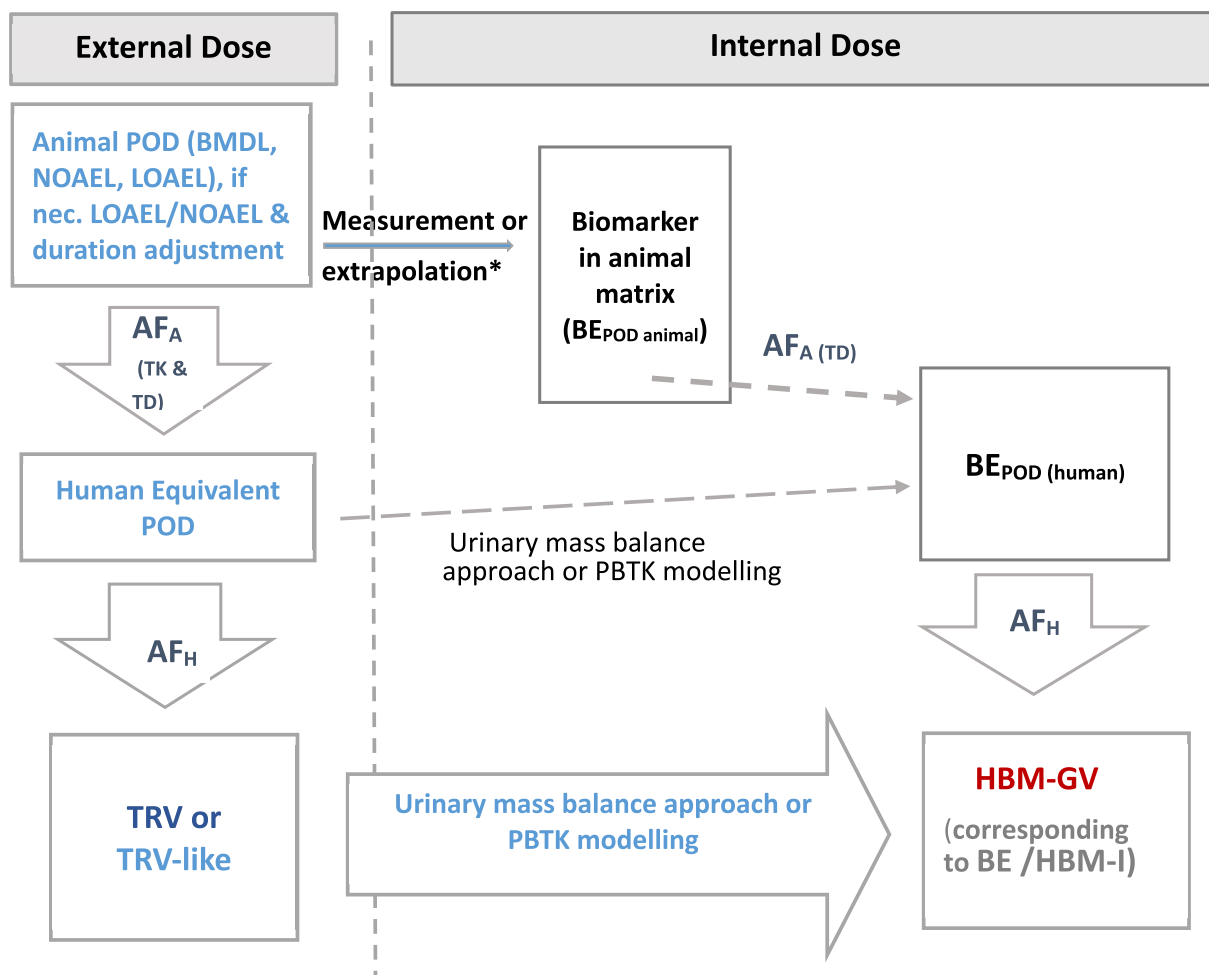 External Dose
Internal Dose
Animal POD (BMDL,
NOAEL, LOAEL), if
nec. LOAEL/NOAEL &
duration adjustment
Measurement or
extrapolation*
Biomarker
in animal
matrix
(BEPOD animal)
AFA
(TK &
TD)
AFA (TD)
BEPOD (human)
Human Equivalent
POD
Urinary mass balance
approach or PBTK modelling
AFH
AFH
TRV or
TRV-like
Urinary mass balance approach or
PBTK modelling
HBM-GV
(corresponding
to BE /HBM-I)